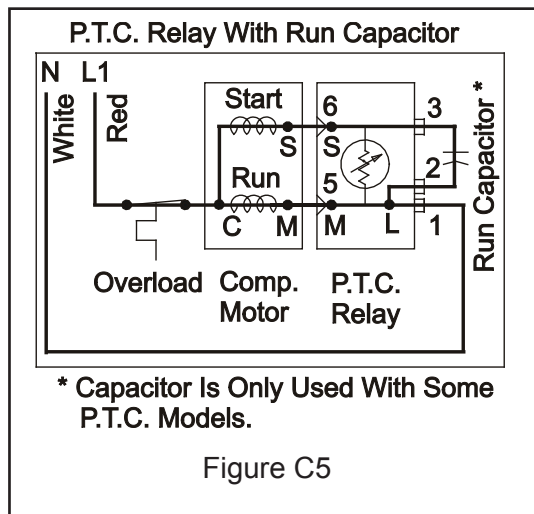 P.T.C. Relay With Run Capacitor
N L1
White
Red
Start
S
6
S
3
Run
C
M
5
M
L
2
1
Run Capacitor *
Overload
Comp.
Motor
P.T.C.
Relay
* Capacitor Is Only Used With Some
P.T.C. Models.
Figure C5